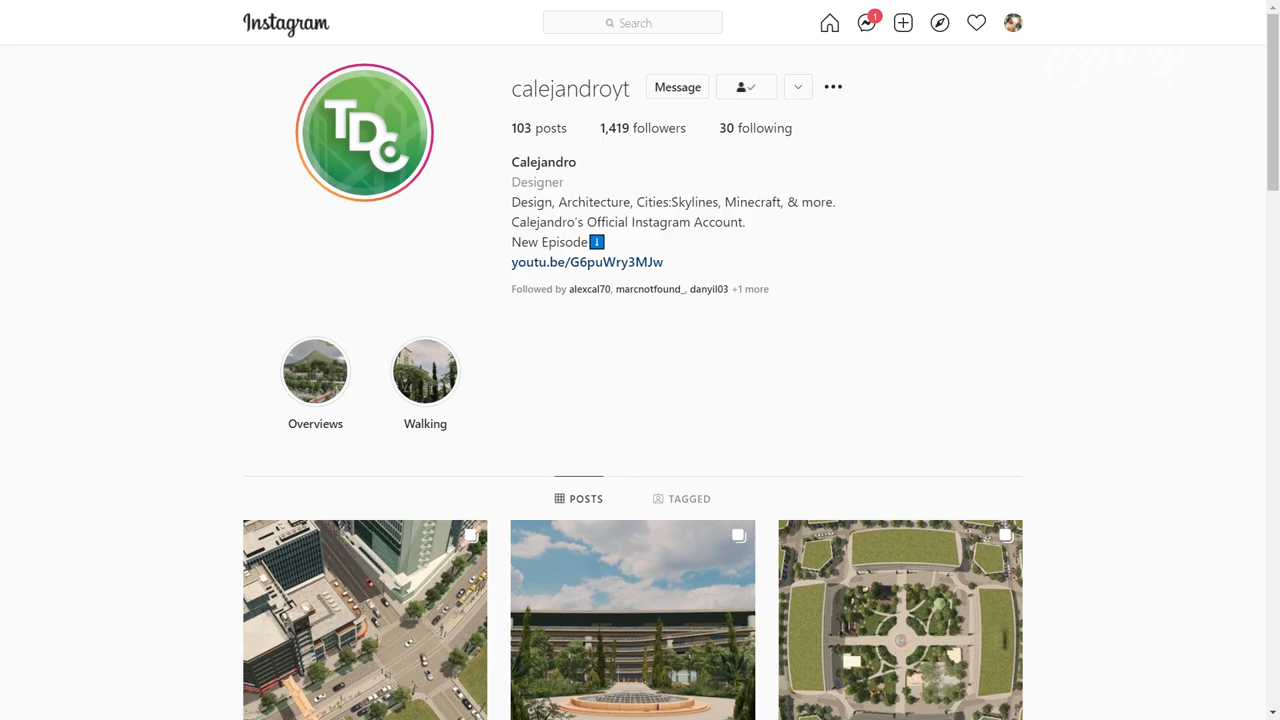 Instagram
Search
1
TDC
calejandroyt
Message
103 posts 1,419 followers 30 following
Calejandro
Designer
Design, Architecture, Cities:Skylines, Minecraft, & more.
Calejandro's Official Instagram Account.
New Episode⬇️
youtu.be/G6puWry3MJw
Followed by alexcal70, marcnotfound_, danyil03 +1 more
Overviews
Walking
POSTS
TAGGED